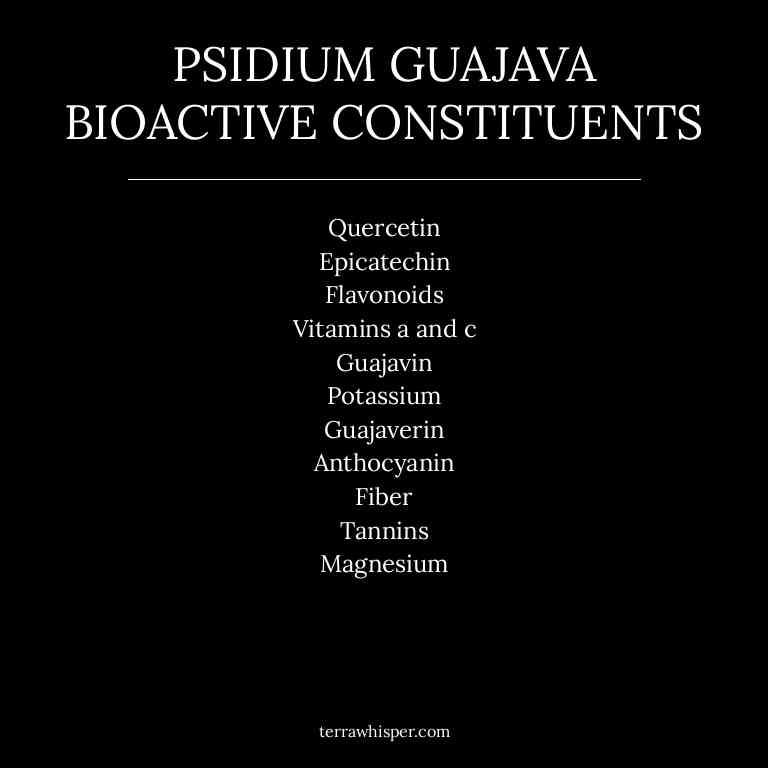 PSIDIUM GUAJAVA
BIOACTIVE CONSTITUENTS
Quercetin
Epicatechin
Flavonoids
Vitamins a and c
Guajavin
Potassium
Guajaverin
Anthocyanin
Fiber
Tannins
Magnesium
terrawhisper.com